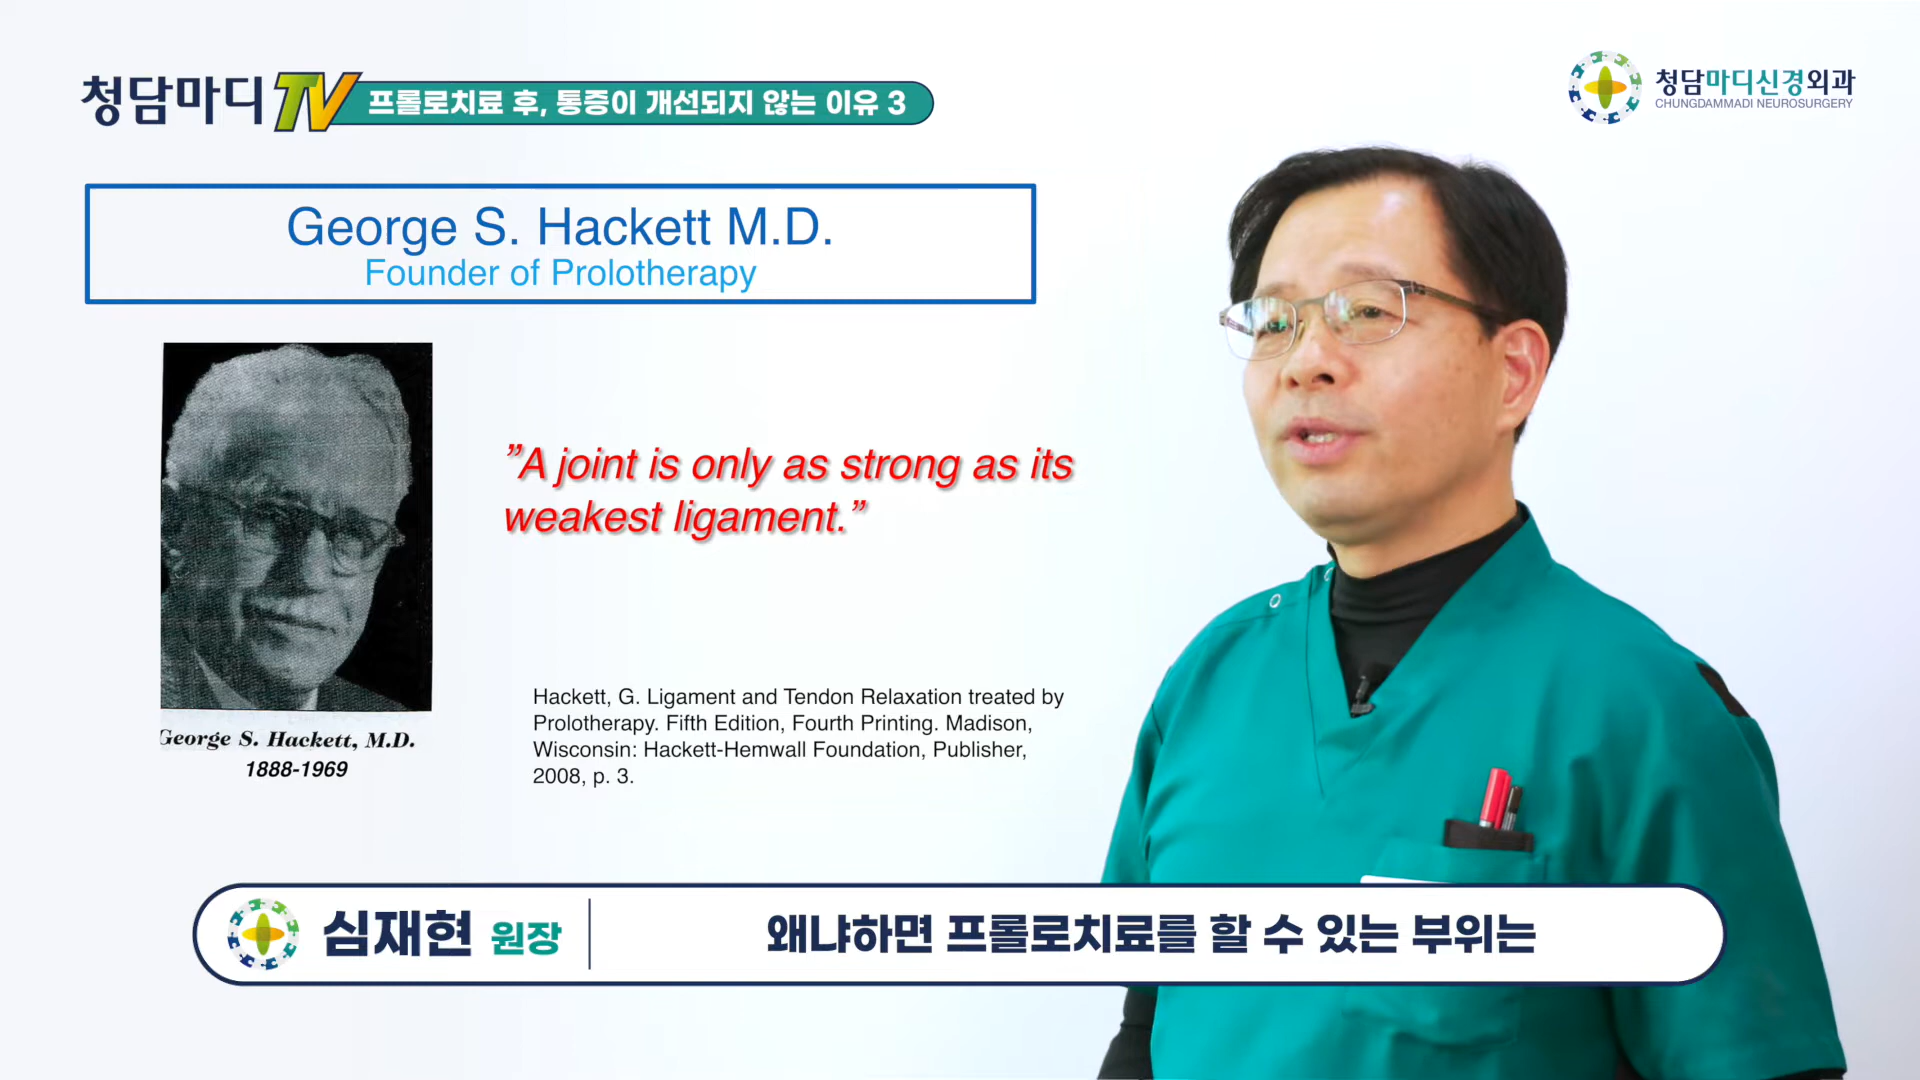 청담마디 TV 프롤로치료 후, 통증이 개선되지 않는 이유 3
청담마디신경외과
CHUNGDAMMADI NEUROSURGERY
George S. Hackett M.D.
Founder of Prolotherapy
”A joint is only as strong as its
weakest ligament.”
George S. Hackett, M.D.
1888-1969
Hackett, G. Ligament and Tendon Relaxation treated by
Prolotherapy. Fifth Edition, Fourth Printing. Madison,
Wisconsin: Hackett-Hemwall Foundation, Publisher,
2008, p. 3.
심재현 원장
왜냐하면 프롤로치료를 할 수 있는 부위는